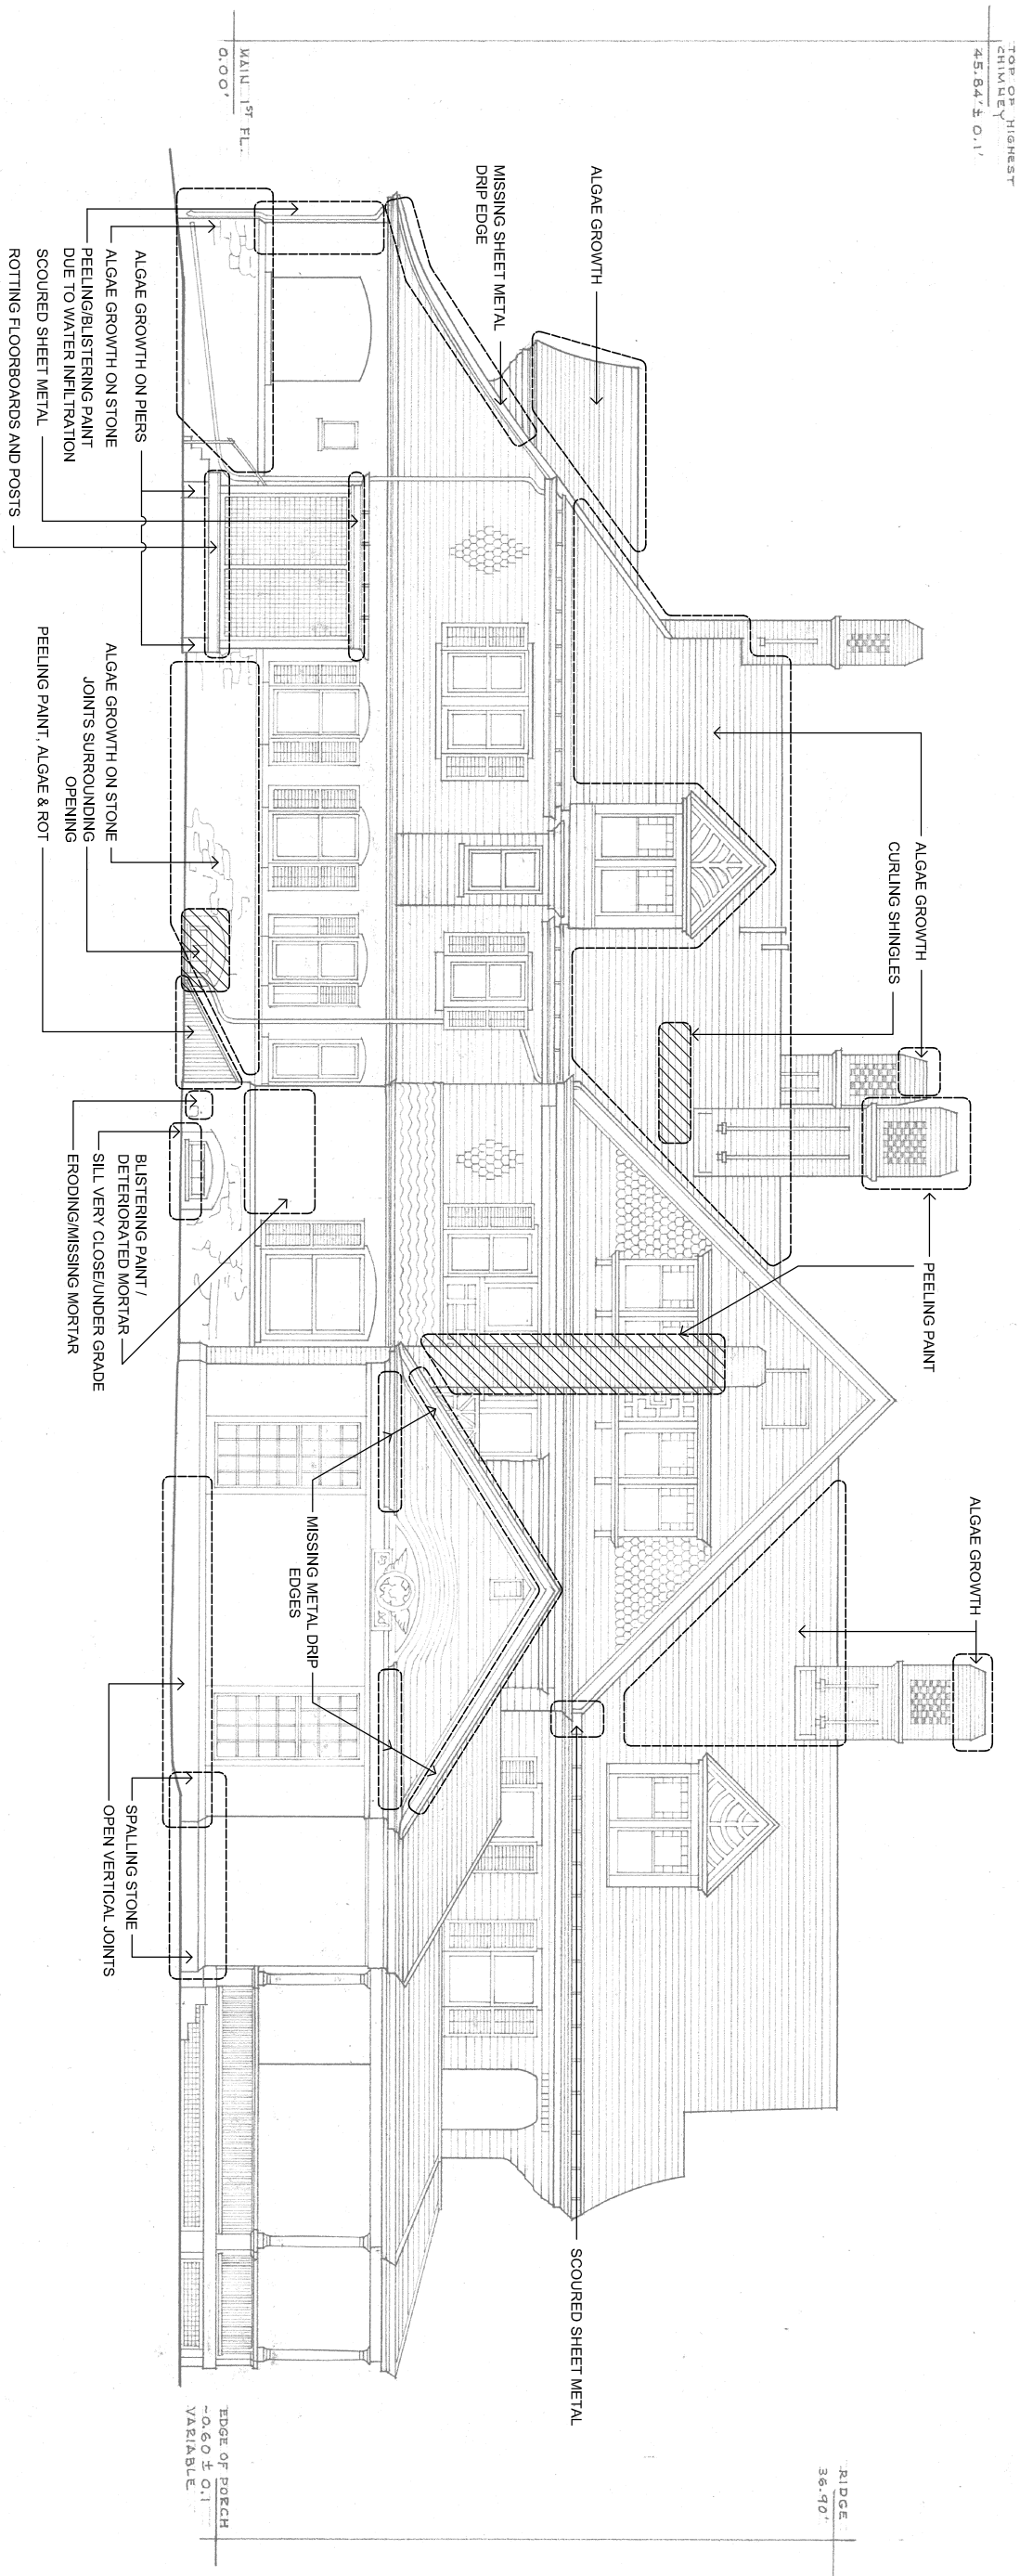 TOP OF HIGHEST
CHIMNEY
45.84' ± 0.1'
MAIN 1ST FL.
0.00'
ALGAE GROWTH
MISSING SHEET METAL
DRIP EDGE
ALGAE GROWTH ON PIERS
ALGAE GROWTH ON STONE
PEELING/BLISTERING PAINT
DUE TO WATER INFILTRATION
SCOURED SHEET METAL
ROTTING FLOORBOARDS AND POSTS
ALGAE GROWTH ON STONE
JOINTS SURROUNDING
OPENING
PEELING PAINT, ALGAE & ROT
ALGAE GROWTH
CURLING SHINGLES
PEELING PAINT
BLISTERING PAINT /
DETERIORATED MORTAR
SILL VERY CLOSE/UNDER GRADE
ERODING/MISSING MORTAR
MISSING METAL DRIP
EDGES
ALGAE GROWTH
SPALLING STONE
OPEN VERTICAL JOINTS
SCOURED SHEET METAL
RIDGE
36.90'
EDGE OF PORCH
-0.60 ± 0.1
VARIABLE